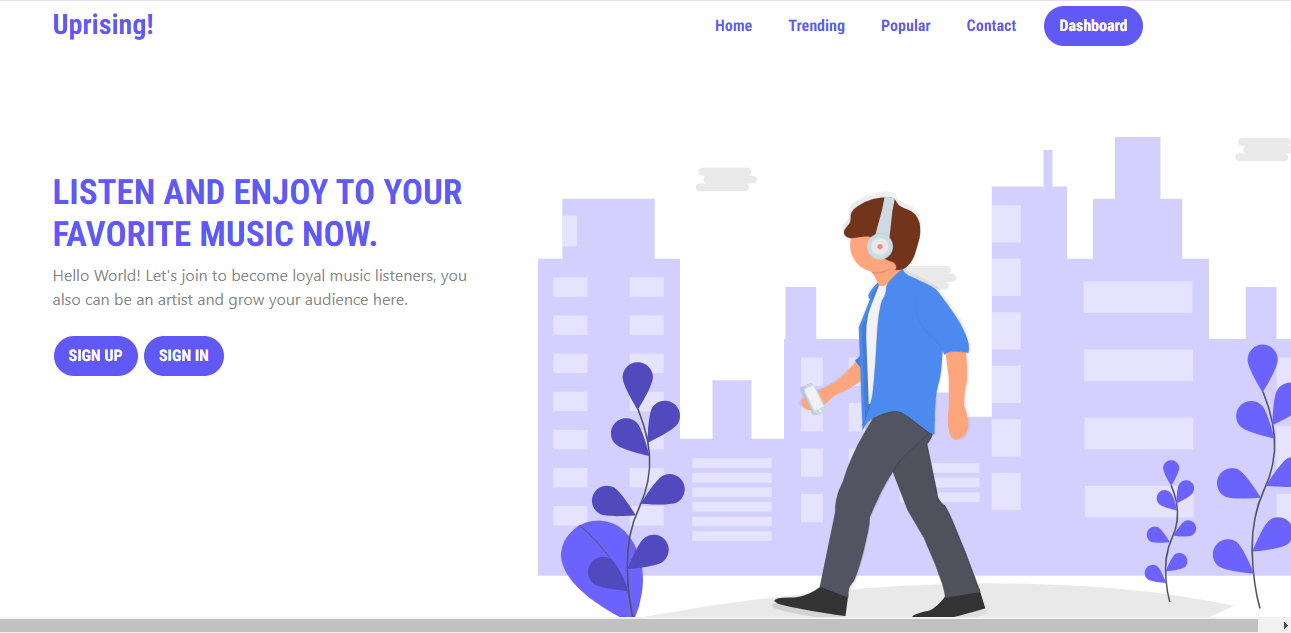 Uprising!
Home Trending Popular Contact Dashboard
LISTEN AND ENJOY TO YOUR
FAVORITE MUSIC NOW.
Hello World! Let's join to become loyal music listeners, you
also can be an artist and grow your audience here.
SIGN UP SIGN IN